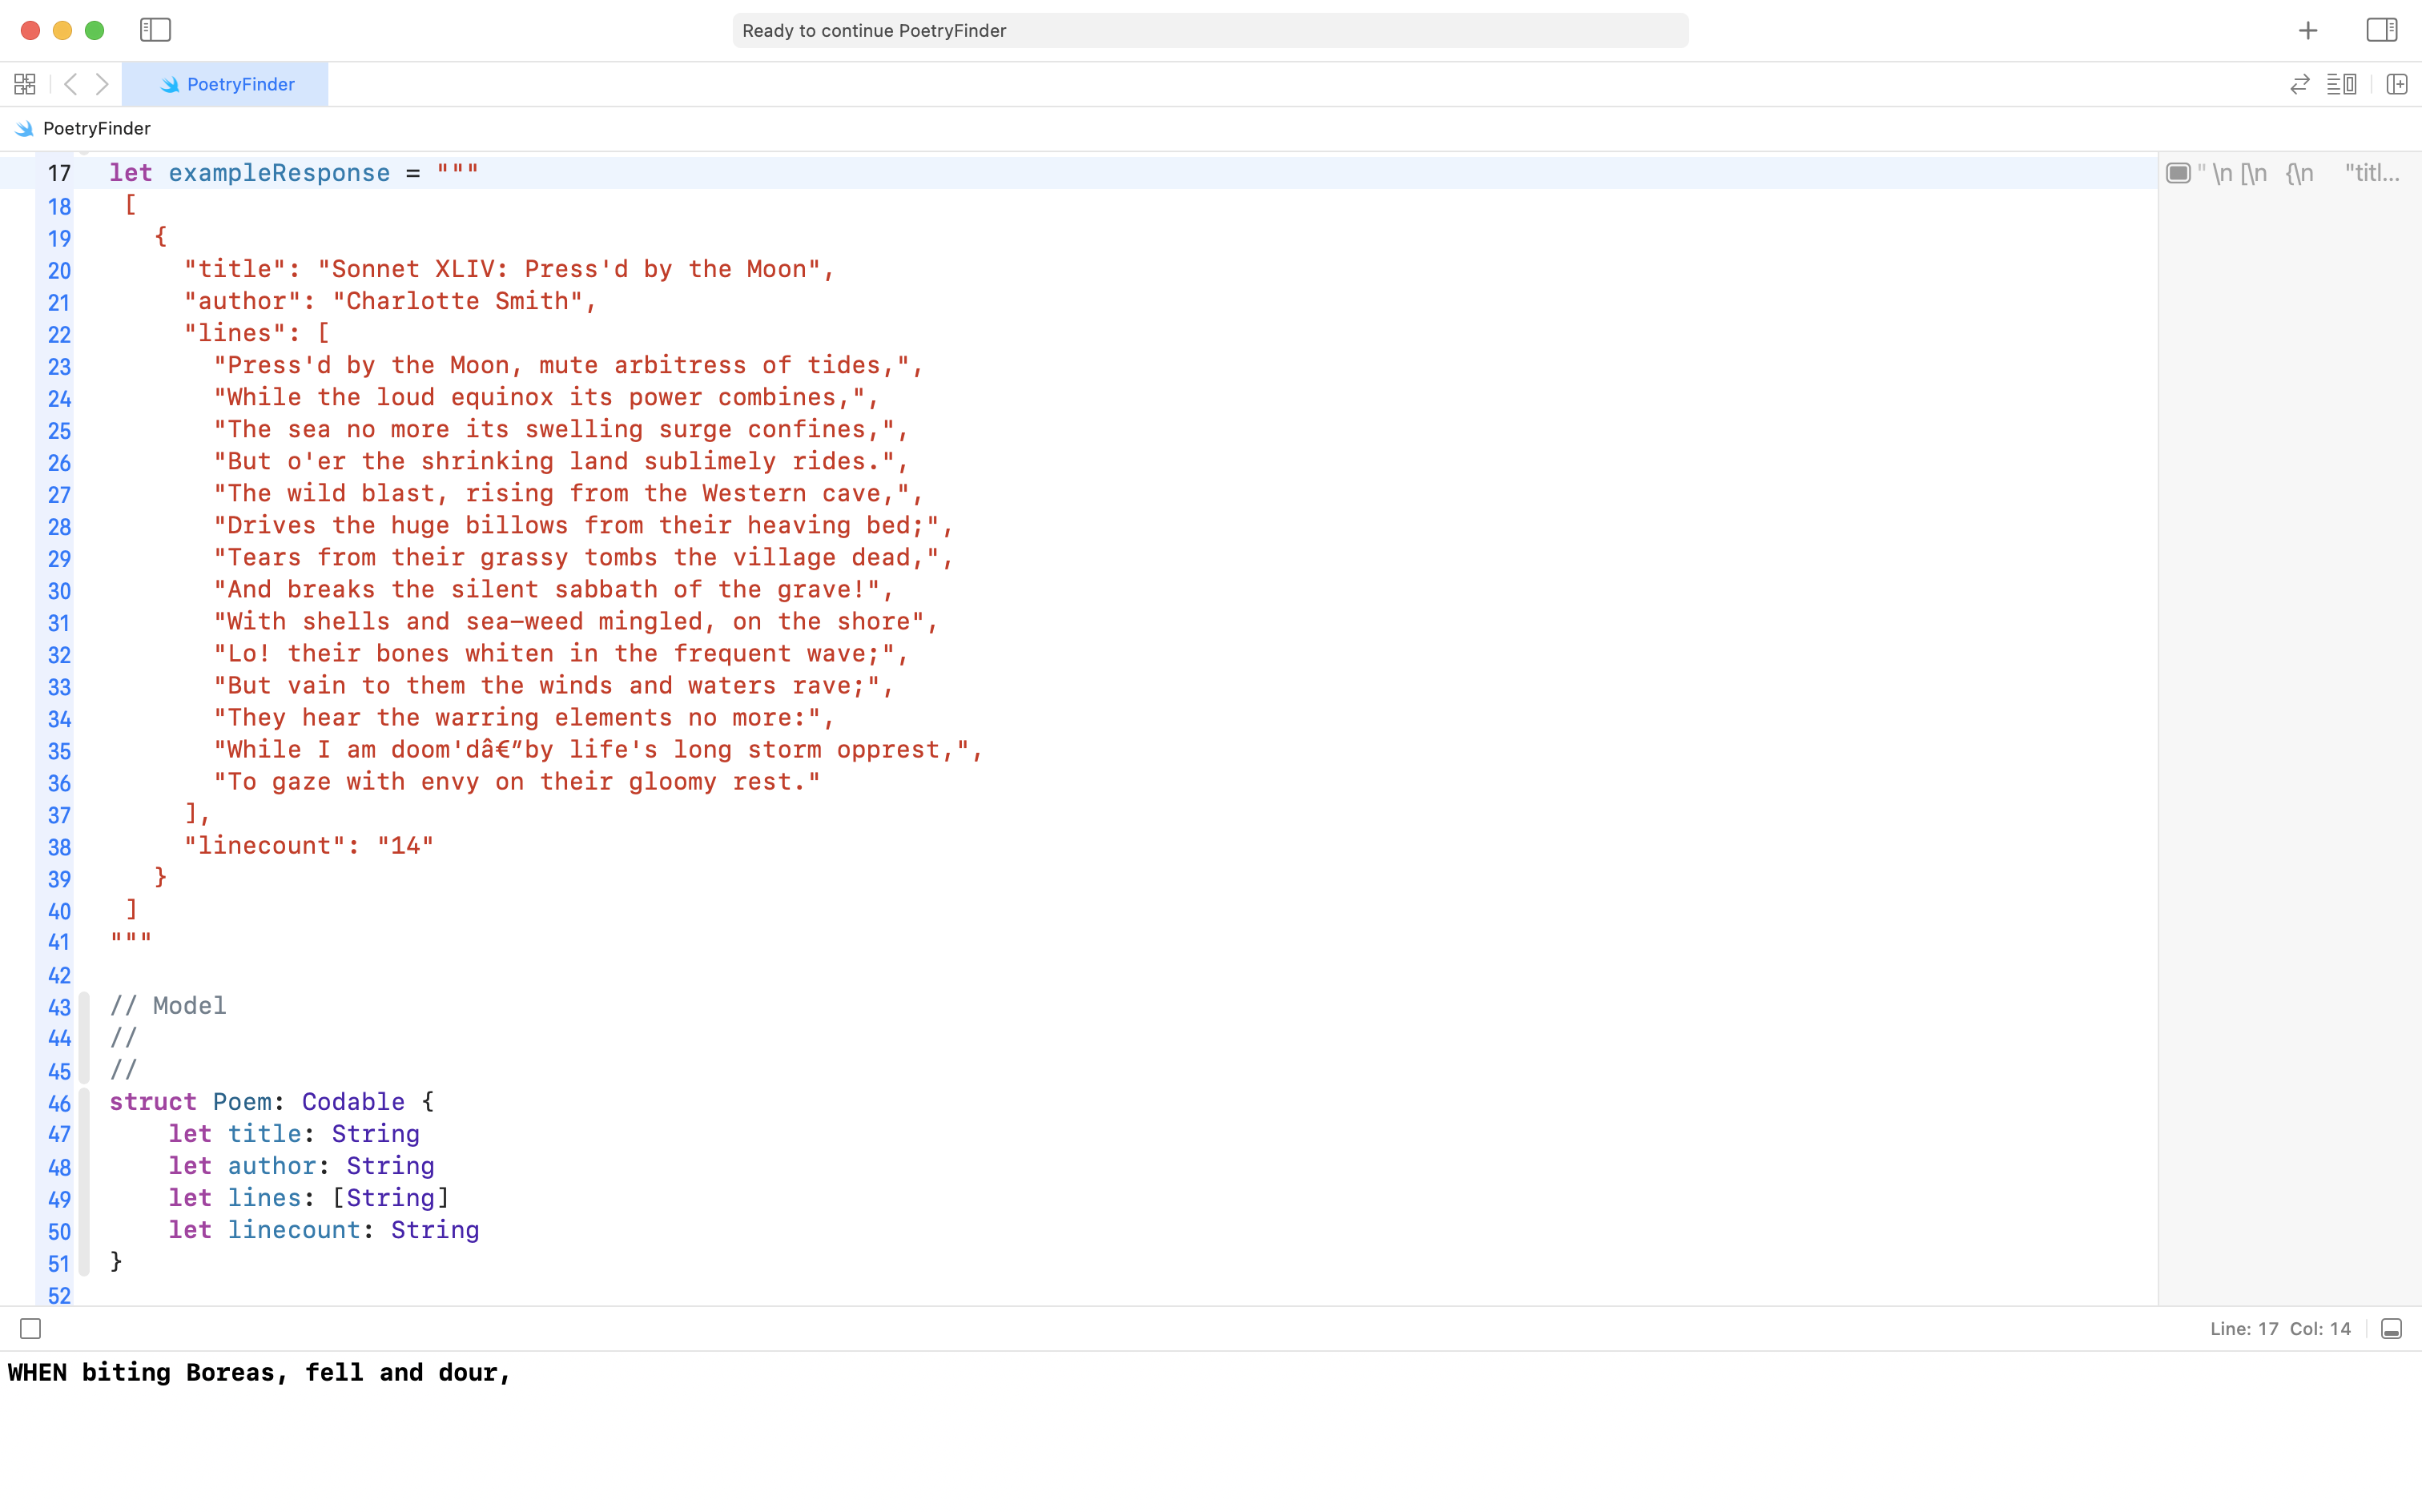 Ready to continue PoetryFinder
PoetryFinder
PoetryFinder
17 let exampleResponse = """
"\n [\n {\n "titl...
18 [
19 {
20 "title": "Sonnet XLIV: Press'd by the Moon",
21 "author": "Charlotte Smith",
22 "lines": [
23 "Press'd by the Moon, mute arbitress of tides,",
24 "While the loud equinox its power combines,",
25 "The sea no more its swelling surge confines,",
26 "But o'er the shrinking land sublimely rides.",
27 "The wild blast, rising from the Western cave,",
28 "Drives the huge billows from their heaving bed;",
29 "Tears from their grassy tombs the village dead,",
30 "And breaks the silent sabbath of the grave!",
31 "With shells and sea-weed mingled, on the shore",
32 "Lo! their bones whiten in the frequent wave;",
33 "But vain to them the winds and waters rave;",
34 "They hear the warring elements no more:",
35 "While I am doom'dâ€”by life's long storm opprest,",
36 "To gaze with envy on their gloomy rest."
37 ],
38 "linecount": "14"
39 }
40 ]
41 """
42
43 // Model
44 //
45 //
46 struct Poem: Codable {
47 let title: String
48 let author: String
49 let lines: [String]
50 let linecount: String
51 }
52
Line: 17 Col: 14
WHEN biting Boreas, fell and dour,